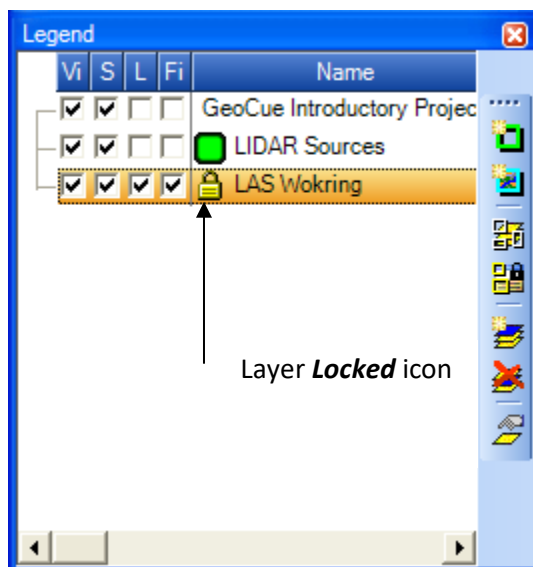 Legend
Vi S L Fi Name
GeoCue Introductory Projec
LIDAR Sources
LAS Wokring
Layer Locked icon